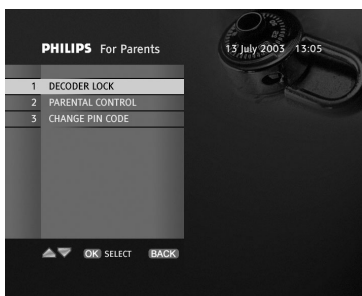 PHILIPS For Parents 13 July 2003 13:05
1 DECODER LOCK
2 PARENTAL CONTROL
3 CHANGE PIN CODE
OK SELECT BACK